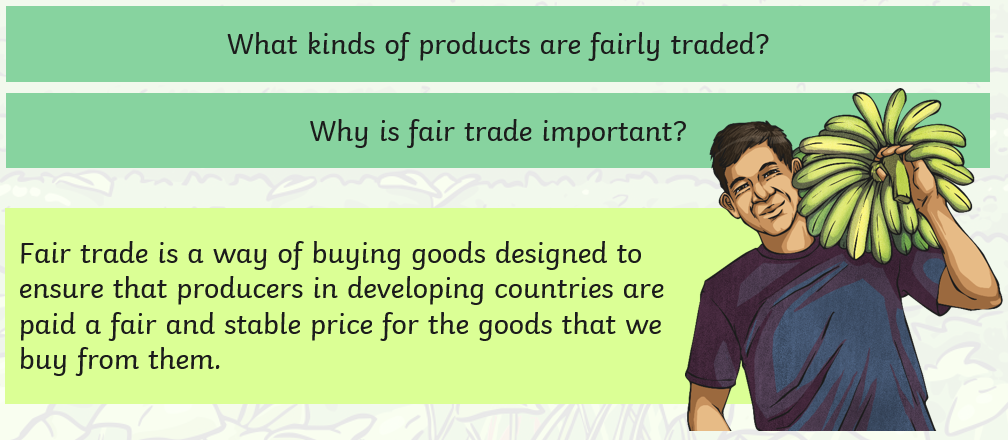 What kinds of products are fairly traded?
Why is fair trade important?
Fair trade is a way of buying goods designed to
ensure that producers in developing countries are
paid a fair and stable price for the goods that we
buy from them.